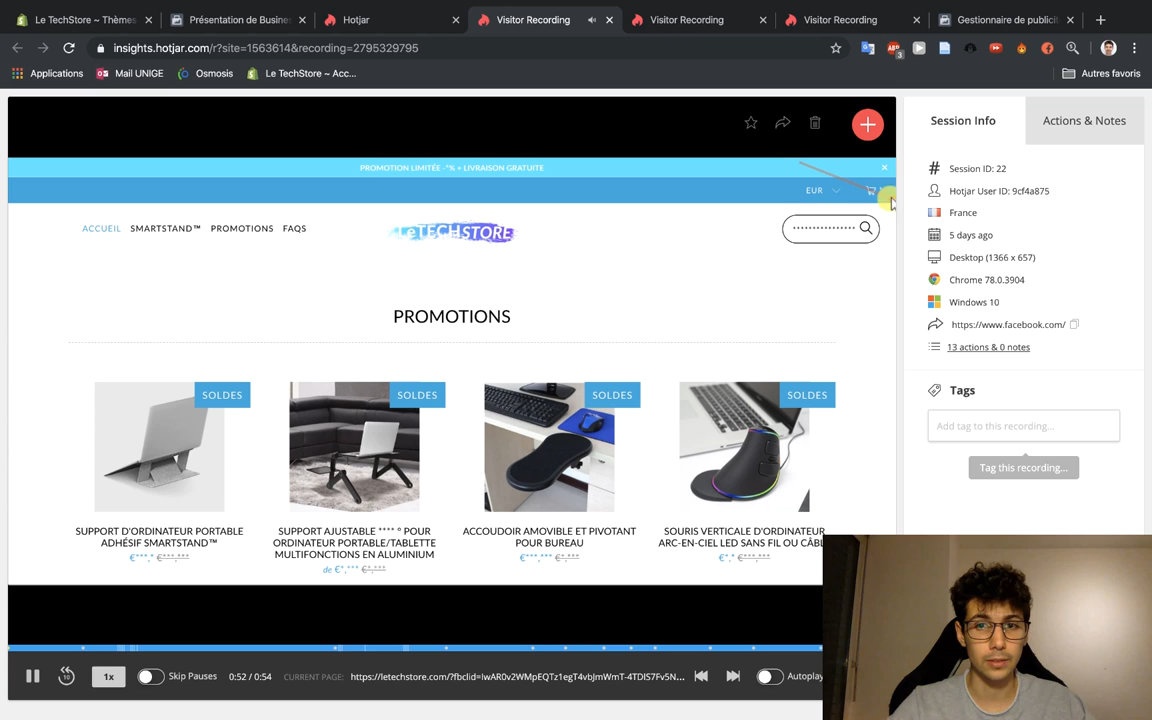 Le TechStore ~ Thèmes
Présentation de Busines
Hotjar
Visitor Recording
Visitor Recording
Visitor Recording
Gestionnaire de publicit
insights.hotjar.com/r?site=1563614&recording=2795329795
ABP
3
Applications
Mail UNIGE
Osmosis
Le TechStore ~ Acc...
Autres favoris
PROMOTION LIMITÉE -*% + LIVRAISON GRATUITE
EUR
ACCUEIL
SMARTSTAND™
PROMOTIONS
FAQS
LeTECHSTORE
****************
PROMOTIONS
SOLDES
SOLDES
SOLDES
SOLDES
SUPPORT D'ORDINATEUR PORTABLE
ADHÉSIF SMARTSTAND™
€**,* €***,***
SUPPORT AJUSTABLE **** ° POUR
ORDINATEUR PORTABLE/TABLETTE
MULTIFONCTIONS EN ALUMINIUM
de €*,*** €*,***
ACCOUDOIR AMOVIBLE ET PIVOTANT
POUR BUREAU
€***,*** €*,***
SOURIS VERTICALE D'ORDINATEUR
ARC-EN-CIEL LED SANS FIL OU CÂBL
€*,* €***,***
10
1x
Skip Pauses
0:52 / 0:54
CURRENT PAGE:
https://letechstore.com/?fbclid=IwAR0v2WMpEQTz1egT4vbJmWmT-4TDIS7Fv5N...
Autoplay
Session Info
Actions & Notes
Session ID: 22
Hotjar User ID: 9cf4a875
France
5 days ago
Desktop (1366 x 657)
Chrome 78.0.3904
Windows 10
https://www.facebook.com/
13 actions & 0 notes
Tags
Add tag to this recording...
Tag this recording...